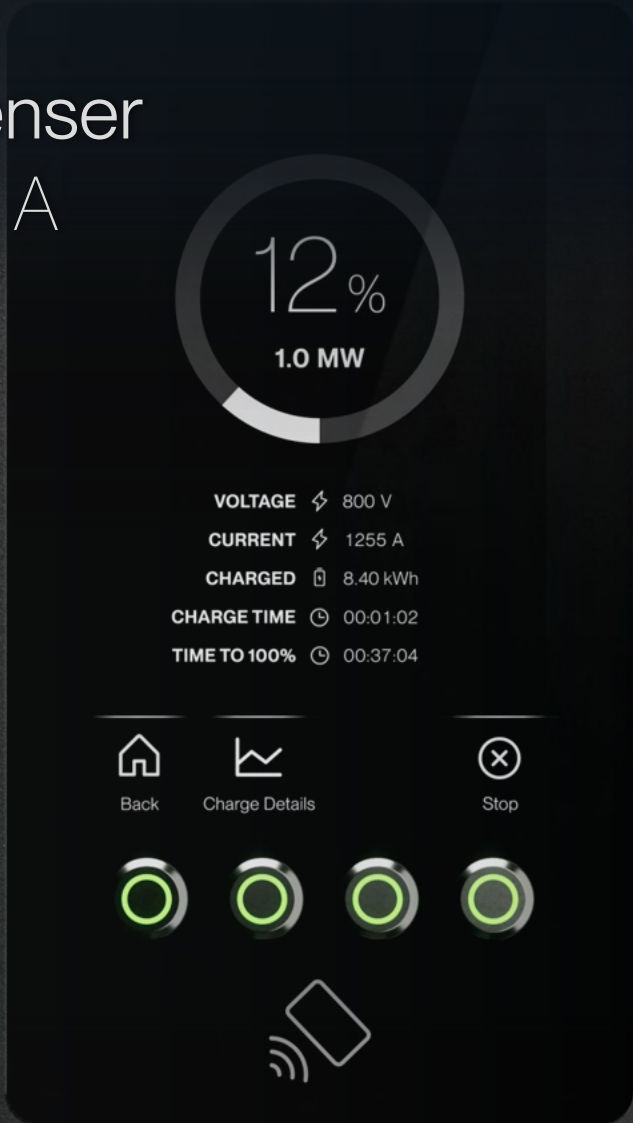 enser
A
12%
1.0 MW
VOLTAGE 800 V
CURRENT 1255 A
CHARGED 8.40 kWh
CHARGE TIME 00:01:02
TIME TO 100% 00:37:04
Back Charge Details Stop